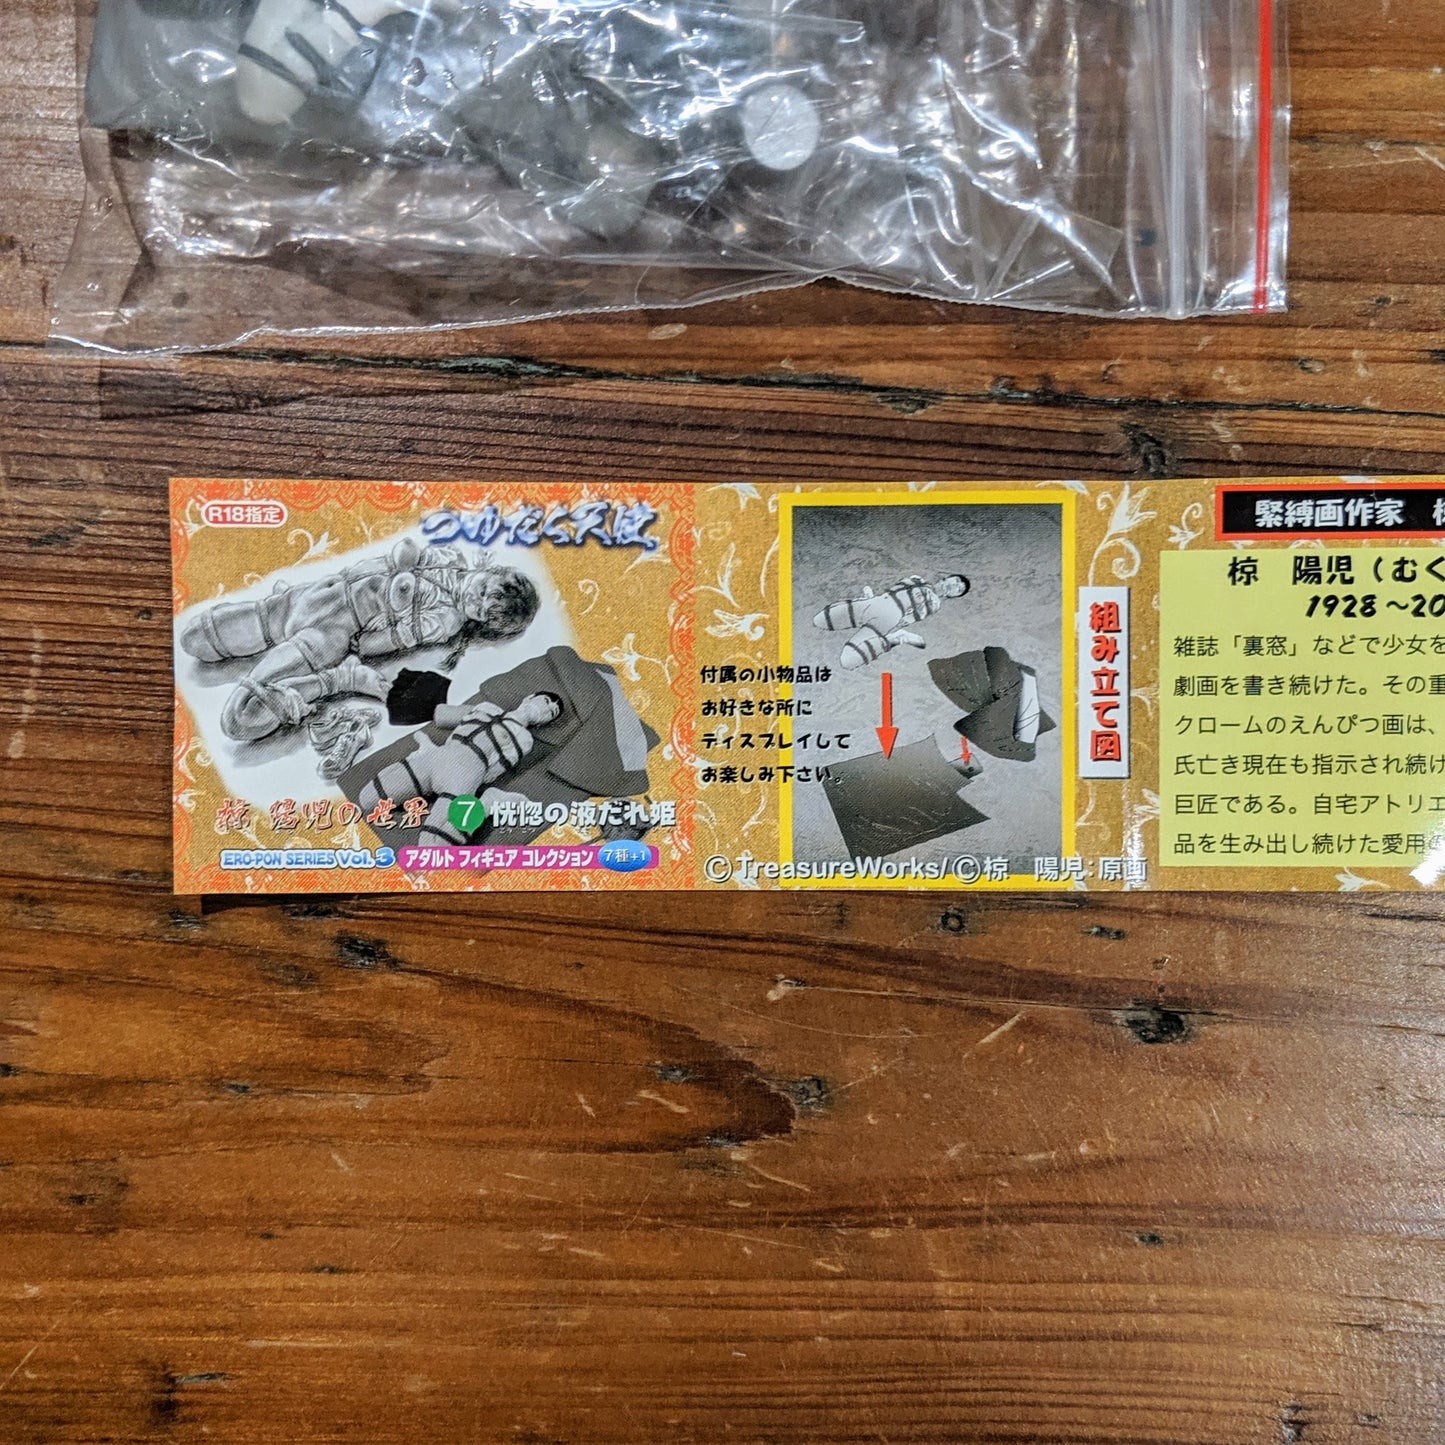 R18指定
つゆだく天使
椋 陽児の世界
7 恍惚の液だれ姫
ERO-PON SERIES Vol.3 アダルト フィギュア コレクション 7種+1
付属の小物品は
お好きな所に
ディスプレイして
お楽しみ下さい。
組み立て図
©TreasureWorks/©椋 陽児:原画
緊縛画作家
椋 陽児(むく
1928~20
雑誌「裏窓」などで少女を
劇画を書き続けた。その重
クロームのえんぴつ画は、
氏亡き現在も指示され続け
巨匠である。自宅アトリエ
品を生み出し続けた愛用の